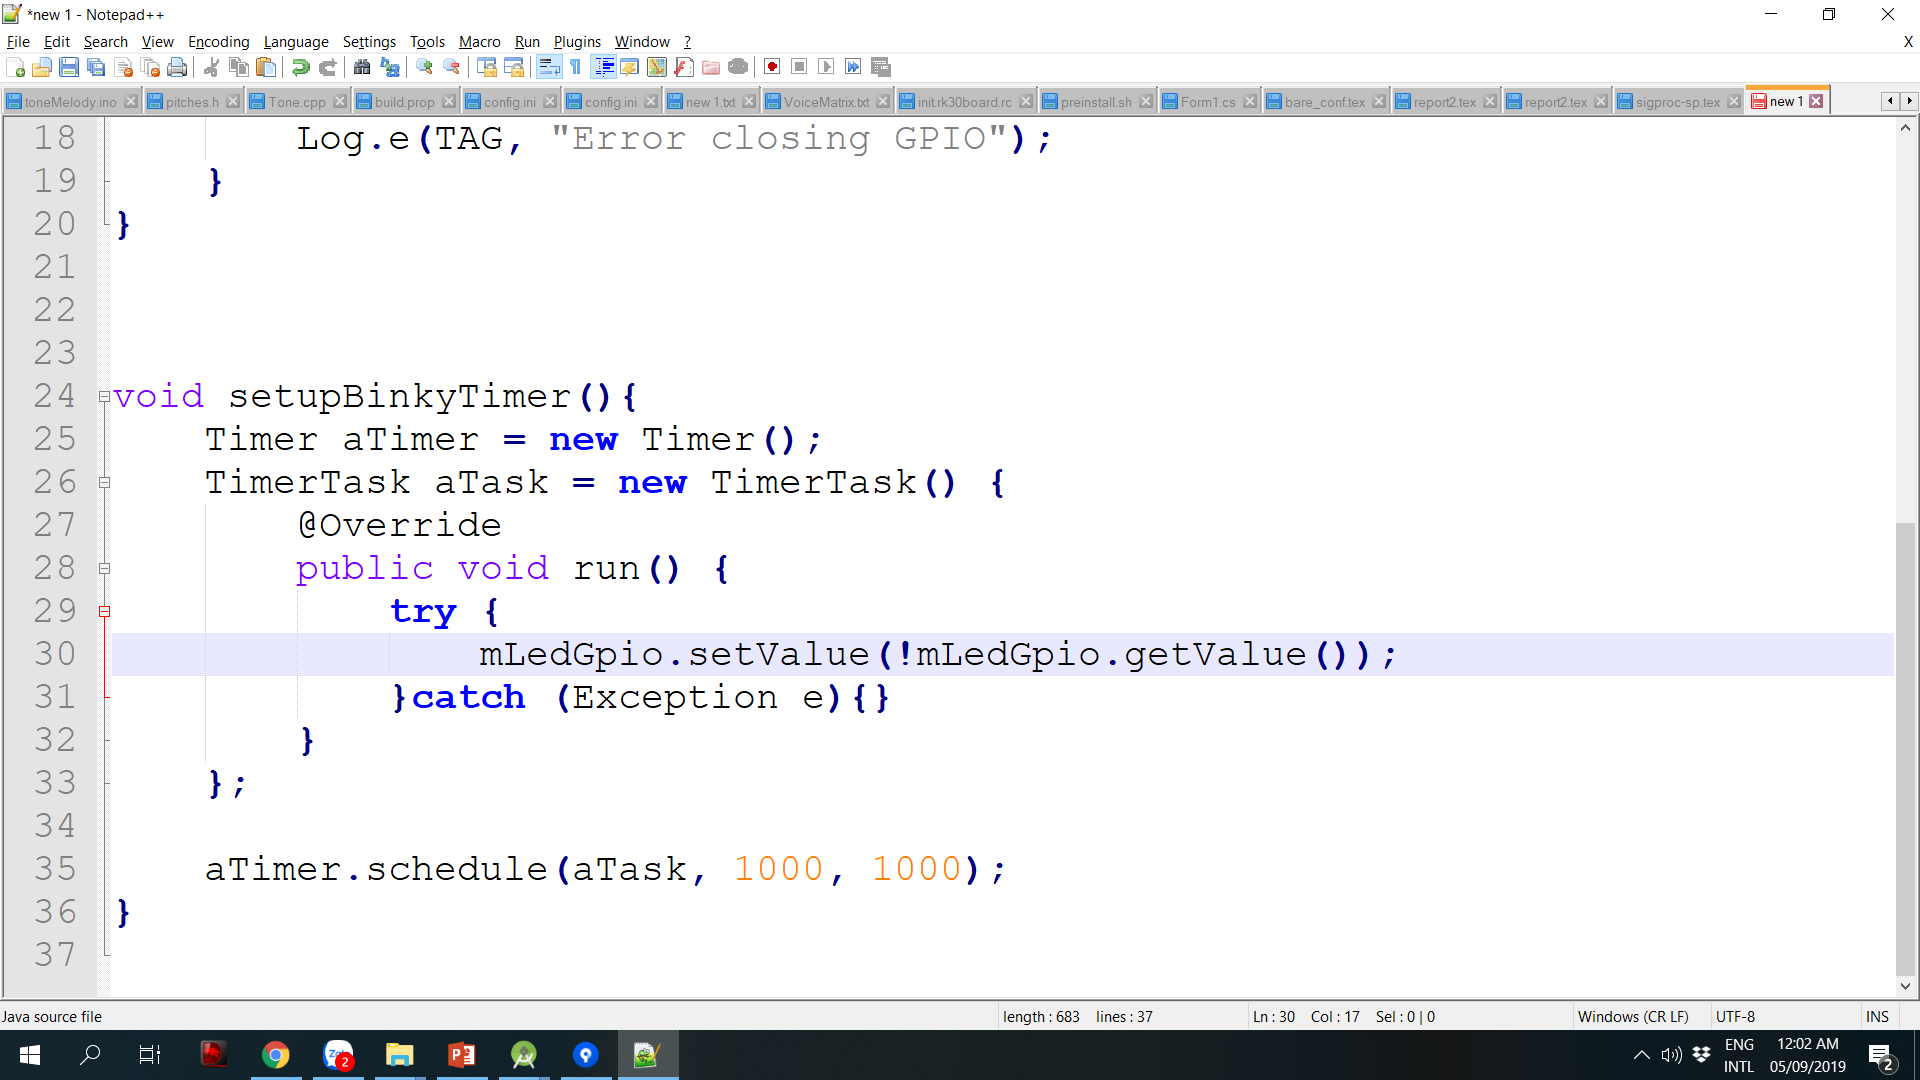 *new 1 - Notepad++
File Edit Search View Encoding Language Settings Tools Macro Run Plugins Window ? X
toneMelody.ino pitches.h Tone.cpp build.prop config.ini config.ini new 1.txt VoiceMatrix.txt init.rk30board.rc preinstall.sh Form1.cs bare_conf.tex report2.tex report2.tex sigproc-sp.tex new 1
18 Log.e(TAG, "Error closing GPIO");
19 }
20 }
21
22
23
24 void setupBinkyTimer(){
25 Timer aTimer = new Timer();
26 TimerTask aTask = new TimerTask() {
27 @Override
28 public void run() {
29 try {
30 mLedGpio.setValue(!mLedGpio.getValue());
31 }catch (Exception e){}
32 }
33 };
34
35 aTimer.schedule(aTask, 1000, 1000);
36 }
37
Java source file length : 683 lines : 37 Ln : 30 Col : 17 Sel : 0 | 0 Windows (CR LF) UTF-8 INS
2
ENG
INTL
12:02 AM
05/09/2019
2